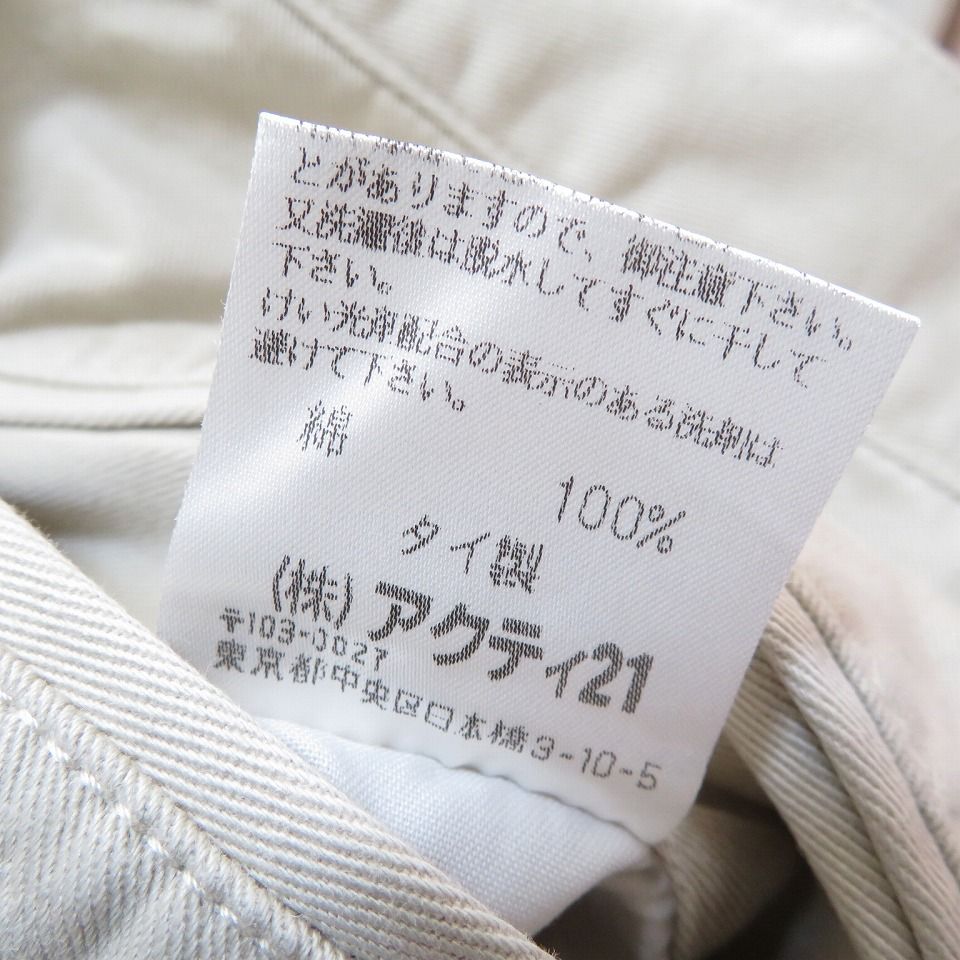 とがありますので、御注意下さい。
又洗濯後は脱水してすぐに干して
下さい。
けい光剤配合の表示のある洗剤は
避けて下さい。
綿
100%
タイ製
(株)アクティ21
〒103-0027
東京都中央区日本橋3-10-5